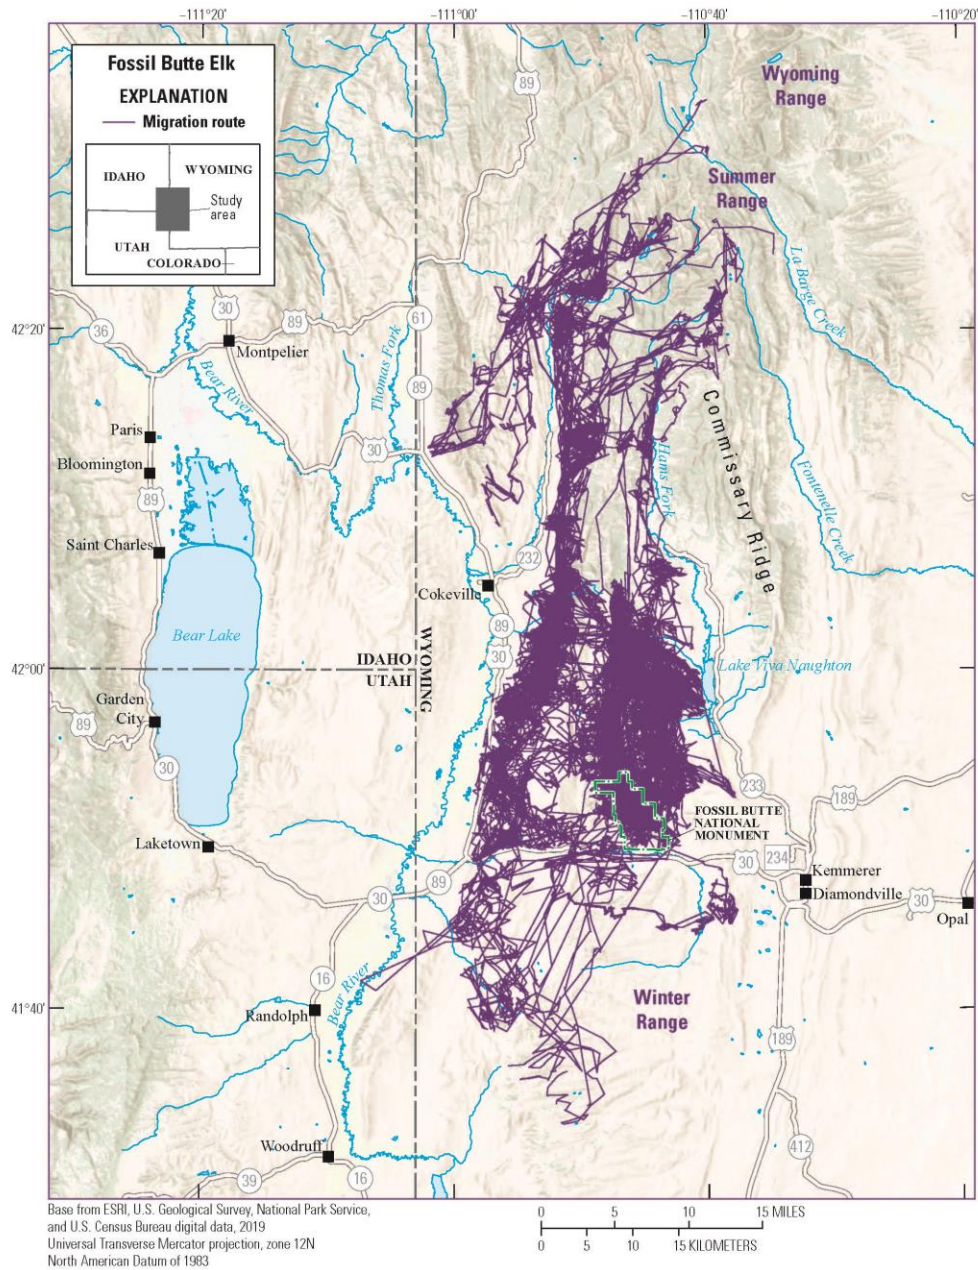 −111°20'
−111°00'
−110°40'
−110°20'
Fossil Butte Elk
EXPLANATION
Migration route
IDAHO
WYOMING
Study
area
UTAH
COLORADO
Wyoming
Range
89
Summer
Range
La Barge Creek
42°20'
36
30
89
61
Montpelier
Thomas Fork
Bear River
89
Paris
30
Bloomington
89
Commissary Ridge
Hams Fork
Fontenelle Creek
Saint Charles
232
Cokeville
Bear Lake
89
42°00'
IDAHO
UTAH
WYOMING
30
Lake Viva Naughton
Garden
City
89
30
233
189
FOSSIL BUTTE
NATIONAL
MONUMENT
Laketown
30
234
Kemmerer
Diamondville
89
30
30
Opal
16
Bear River
41°40'
Randolph
Winter
Range
189
Woodruff
39
16
412
Base from ESRI, U.S. Geological Survey, National Park Service,
and U.S. Census Bureau digital data, 2019
Universal Transverse Mercator projection, zone 12N
North American Datum of 1983
0 5 10 15 MILES
0 5 10 15 KILOMETERS